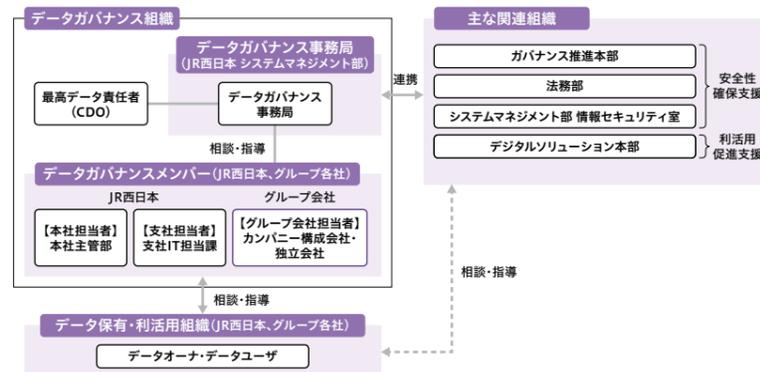 データガバナンス組織
データガバナンス事務局
(JR西日本 システムマネジメント部)
最高データ責任者
(CDO)
データガバナンス
事務局
相談・指導
データガバナンスメンバー(JR西日本、グループ各社)
JR西日本
グループ会社
【本社担当者】
本社主管部
【支社担当者】
支社IT担当課
【グループ会社担当者】
カンパニー構成会社・
独立会社
相談・指導
データ保有・利活用組織(JR西日本、グループ各社)
データオーナ・データユーザ
連携
主な関連組織
ガバナンス推進本部
法務部
システムマネジメント部 情報セキュリティ室
デジタルソリューション本部
安全性
確保支援
利活用
促進支援
相談・指導